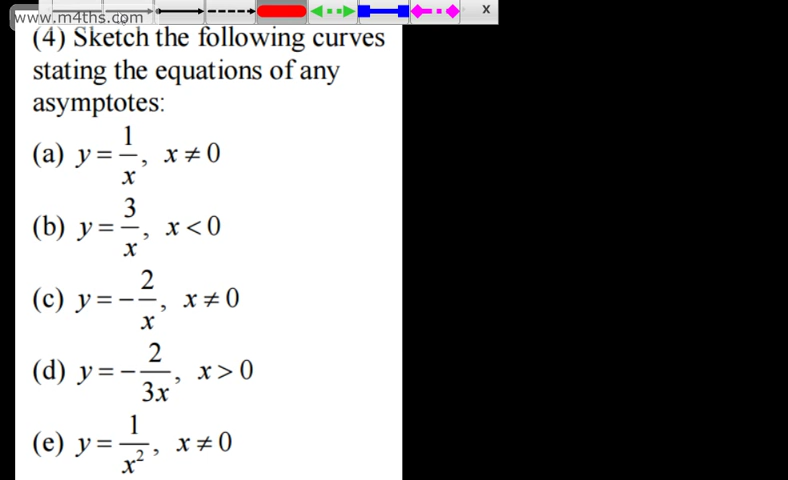 www.m4ths.com
x
(4) Sketch the following curves
stating the equations of any
asymptotes:
(a) y = 1/x, x ≠ 0
(b) y = 3/x, x < 0
(c) y = −2/x, x ≠ 0
(d) y = −2/3x, x > 0
(e) y = 1/x², x ≠ 0